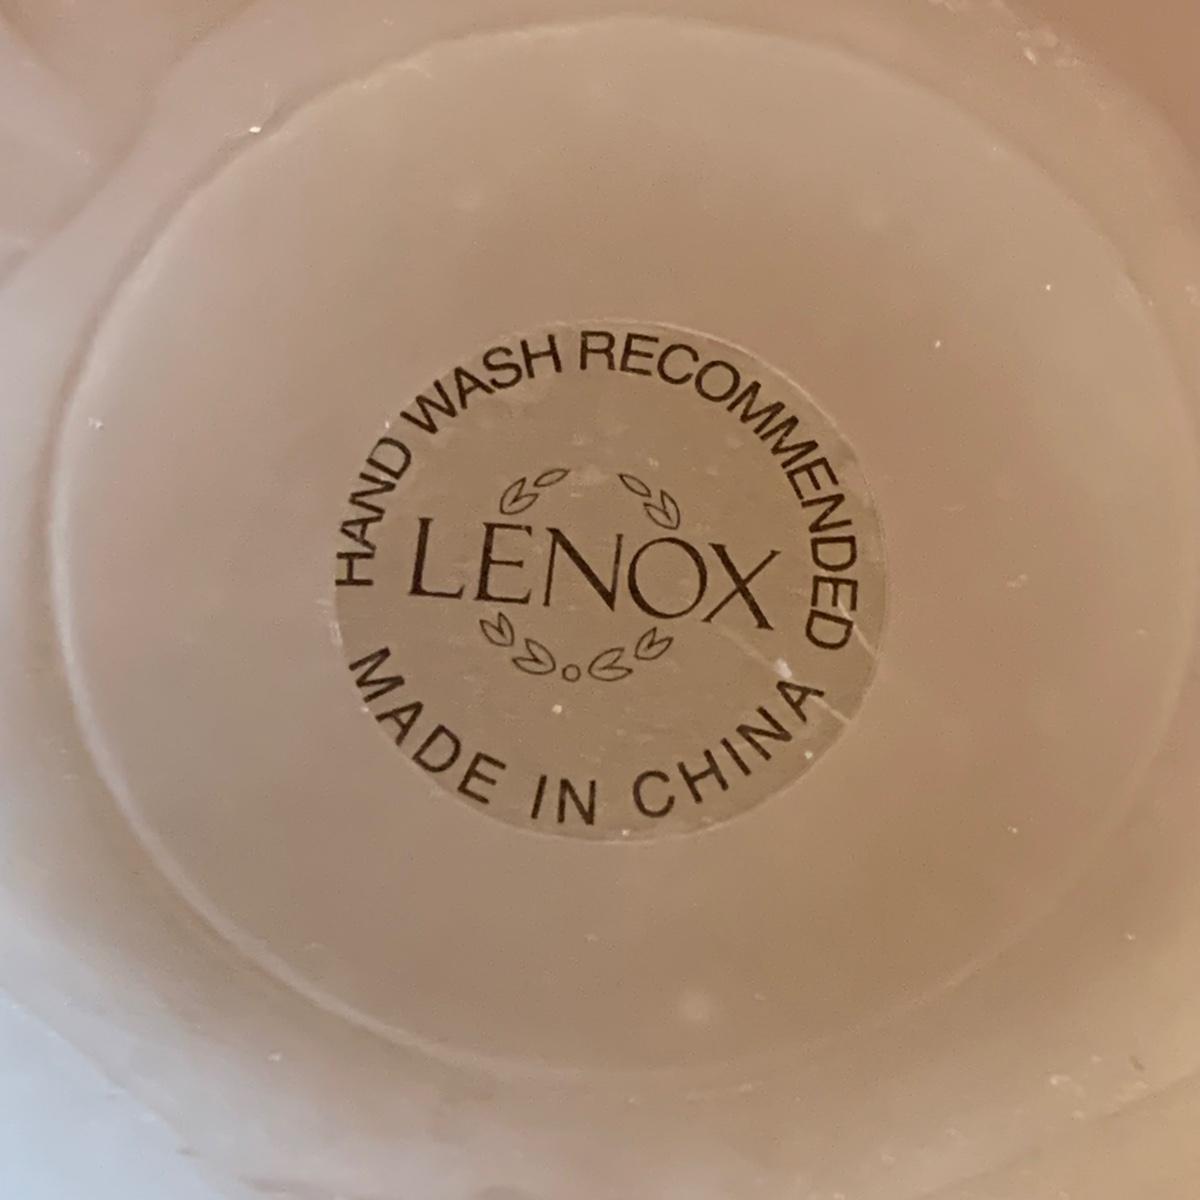 HAND WASH RECOMMENDED
LENOX
MADE IN CHINA